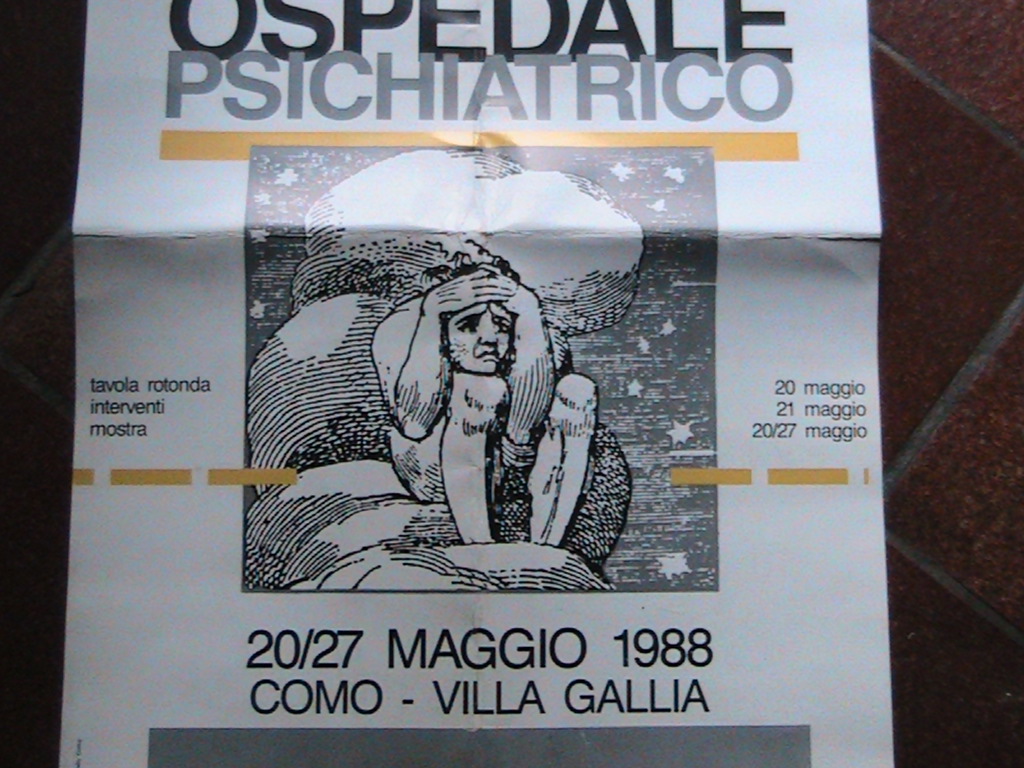 OSPEDALE
PSICHIATRICO
tavola rotonda
interventi
mostra
20 maggio
21 maggio
20/27 maggio
20/27 MAGGIO 1988
COMO - VILLA GALLIA